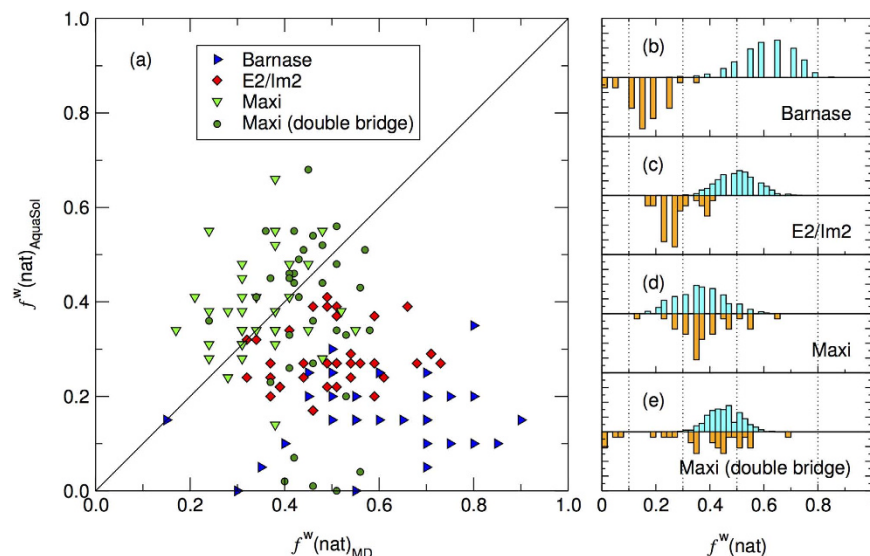 (a)
Barnase
E2/Im2
Maxi
Maxi (double bridge)
1.0
0.8
0.6
0.4
0.2
0.0
f^w(nat)_AquaSol
0.0 0.2 0.4 0.6 0.8 1.0
f^w(nat)_MD
(b)
Barnase
(c)
E2/Im2
(d)
Maxi
(e)
Maxi (double bridge)
0 0.2 0.4 0.6 0.8
f^w(nat)